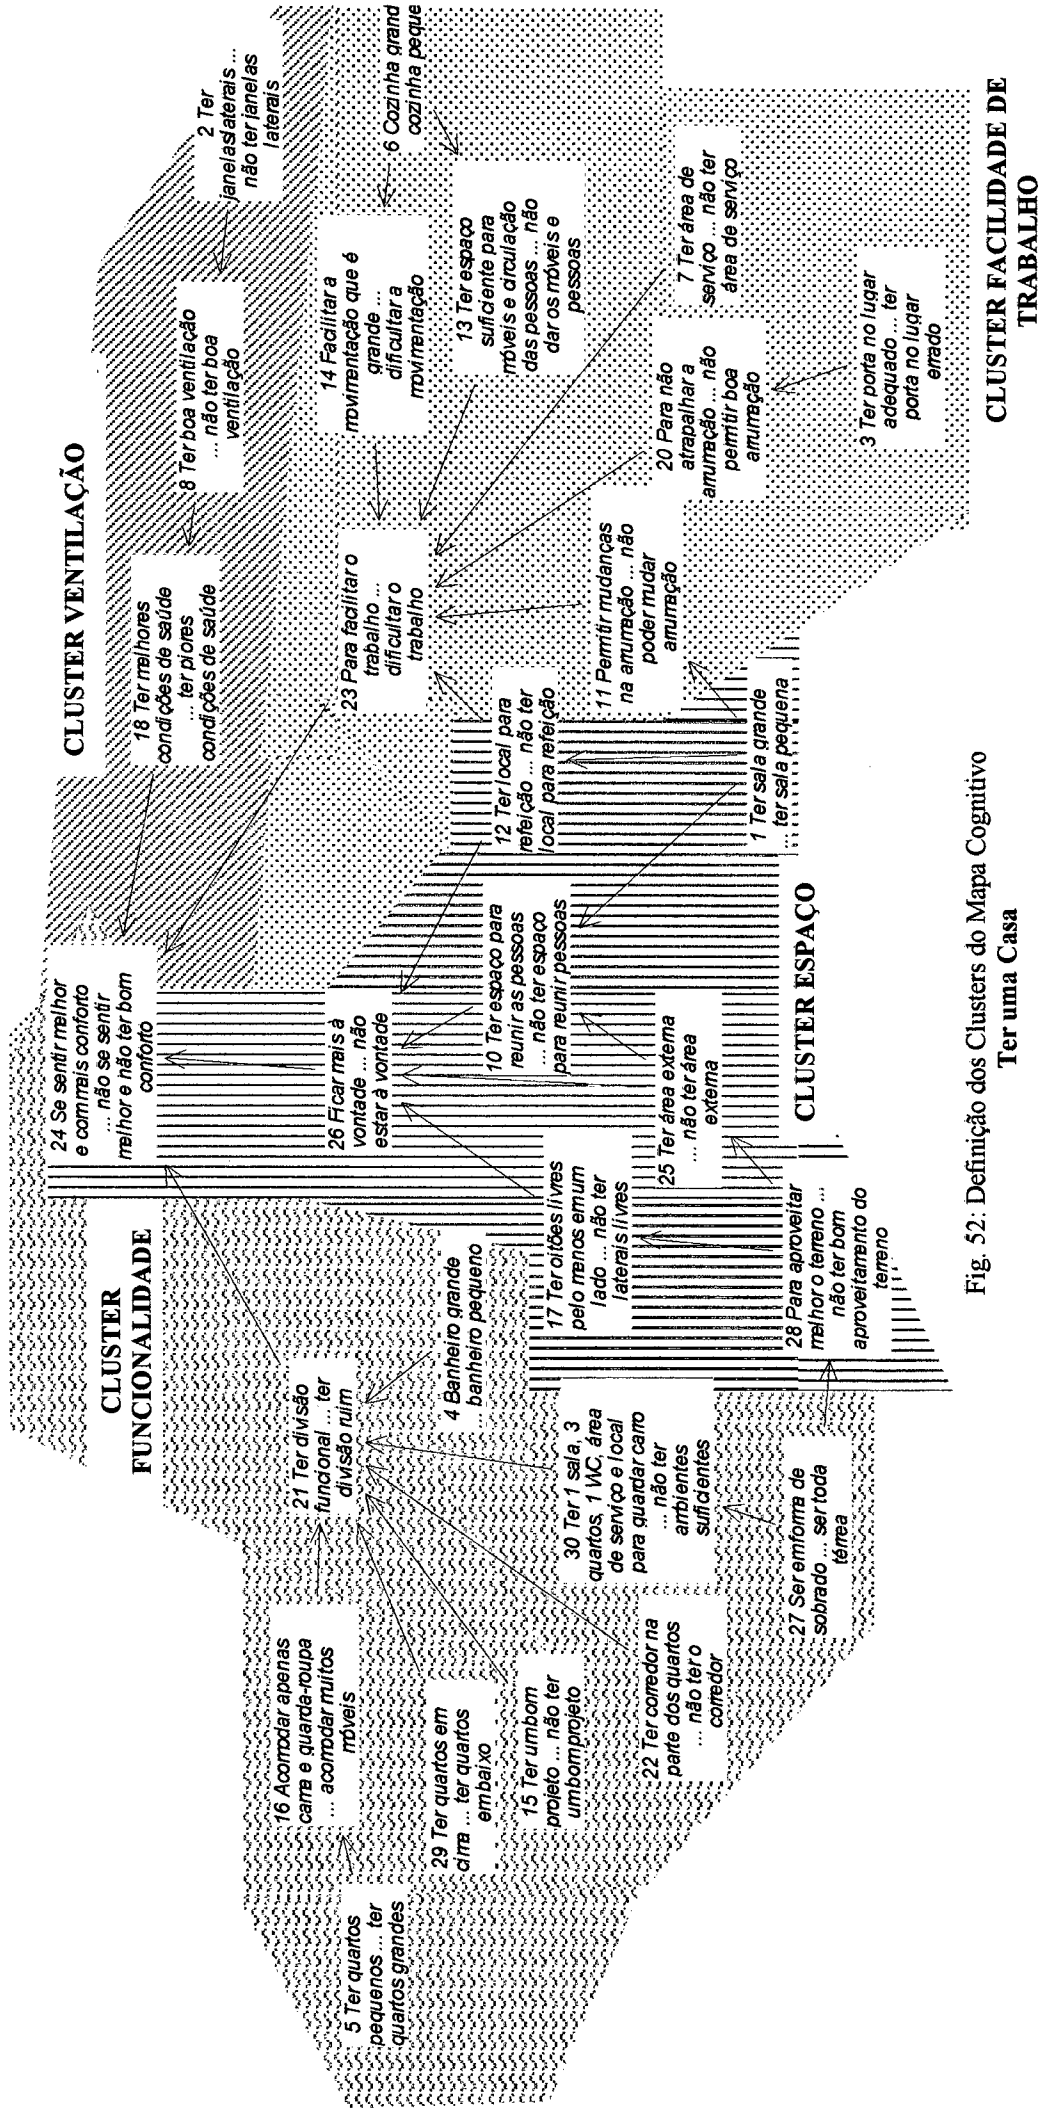 24 Se sentir melhor
e com mais conforto
... não se sentir
melhor e não ter bom
conforto
CLUSTER VENTILAÇÃO
18 Ter melhores
condições de saúde
... ter piores
condições de saúde
8 Ter boa ventilação
... não ter boa
ventilação
2 Ter
janelas laterais ...
não ter janelas
laterais
CLUSTER
FUNCIONALIDADE
21 Ter divisão
funcional ... ter
divisão ruim
16 Acomodar apenas
cama e guarda-roupa
... acomodar muitos
móveis
5 Ter quartos
pequenos ... ter
quartos grandes
29 Ter quartos em
cima ... ter quartos
embaixo
15 Ter um bom
projeto ... não ter
um bom projeto
22 Ter corredor na
parte dos quartos
... não ter o
corredor
4 Banheiro grande
... banheiro pequeno
30 Ter 1 sala, 3
quartos, 1 WC, área
de serviço e local
para guardar carro
... não ter
ambientes
suficientes
27 Ser em forma de
sobrado ... ser toda
térrea
26 Ficar mais à
vontade ... não
estar à vontade
17 Ter oitões livres
pelo menos em um
lado ... não ter
laterais livres
10 Ter espaço para
reunir as pessoas
... não ter espaço
para reunir pessoas
12 Ter local para
refeição ... não ter
local para refeição
25 Ter área externa
... não ter área
externa
28 Para aproveitar
melhor o terreno ...
não ter bom
aproveitamento do
terreno
1 Ter sala grande
... ter sala pequena
CLUSTER ESPAÇO
23 Para facilitar o
trabalho ...
dificultar o
trabalho
14 Facilitar a
movimentação que é
grande ...
dificultar a
movimentação
6 Cozinha grand
cozinha peque
13 Ter espaço
suficiente para
móveis e circulação
das pessoas ... não
dar os móveis e
pessoas
11 Permitir mudanças
na arrumação ... não
poder mudar
arrumação
20 Para não
atrapalhar a
arrumação ... não
permitir boa
arrumação
7 Ter área de
serviço ... não ter
área de serviço
3 Ter porta no lugar
adequado ... ter
porta no lugar
errado
CLUSTER FACILIDADE DE
TRABALHO
Fig. 52: Definição dos Clusters do Mapa Cognitivo
Ter uma Casa